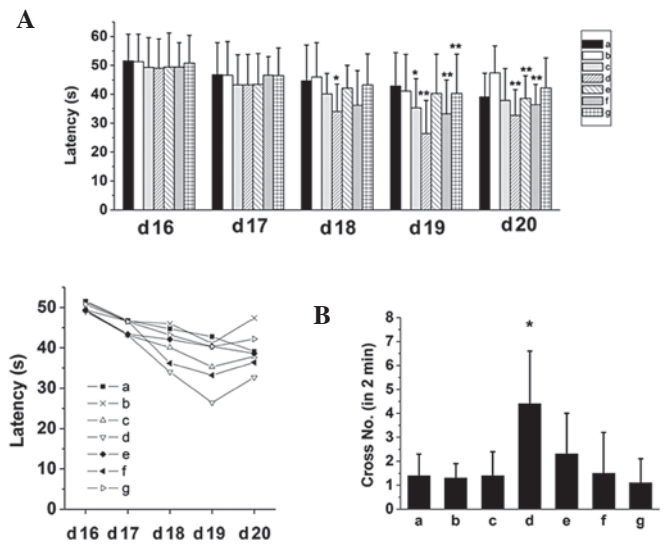 A
Latency (s)
60
50
40
30
20
10
0
* * ** ** ** ** ** **
d16 d17 d18 d19 d20
a
b
c
d
e
f
g
Latency (s)
50
40
30
20
10
0
a
b
c
d
e
f
g
d16 d17 d18 d19 d20
B
Cross No. (in 2 min)
8
7
6
5
4
3
2
1
0
*
a b c d e f g